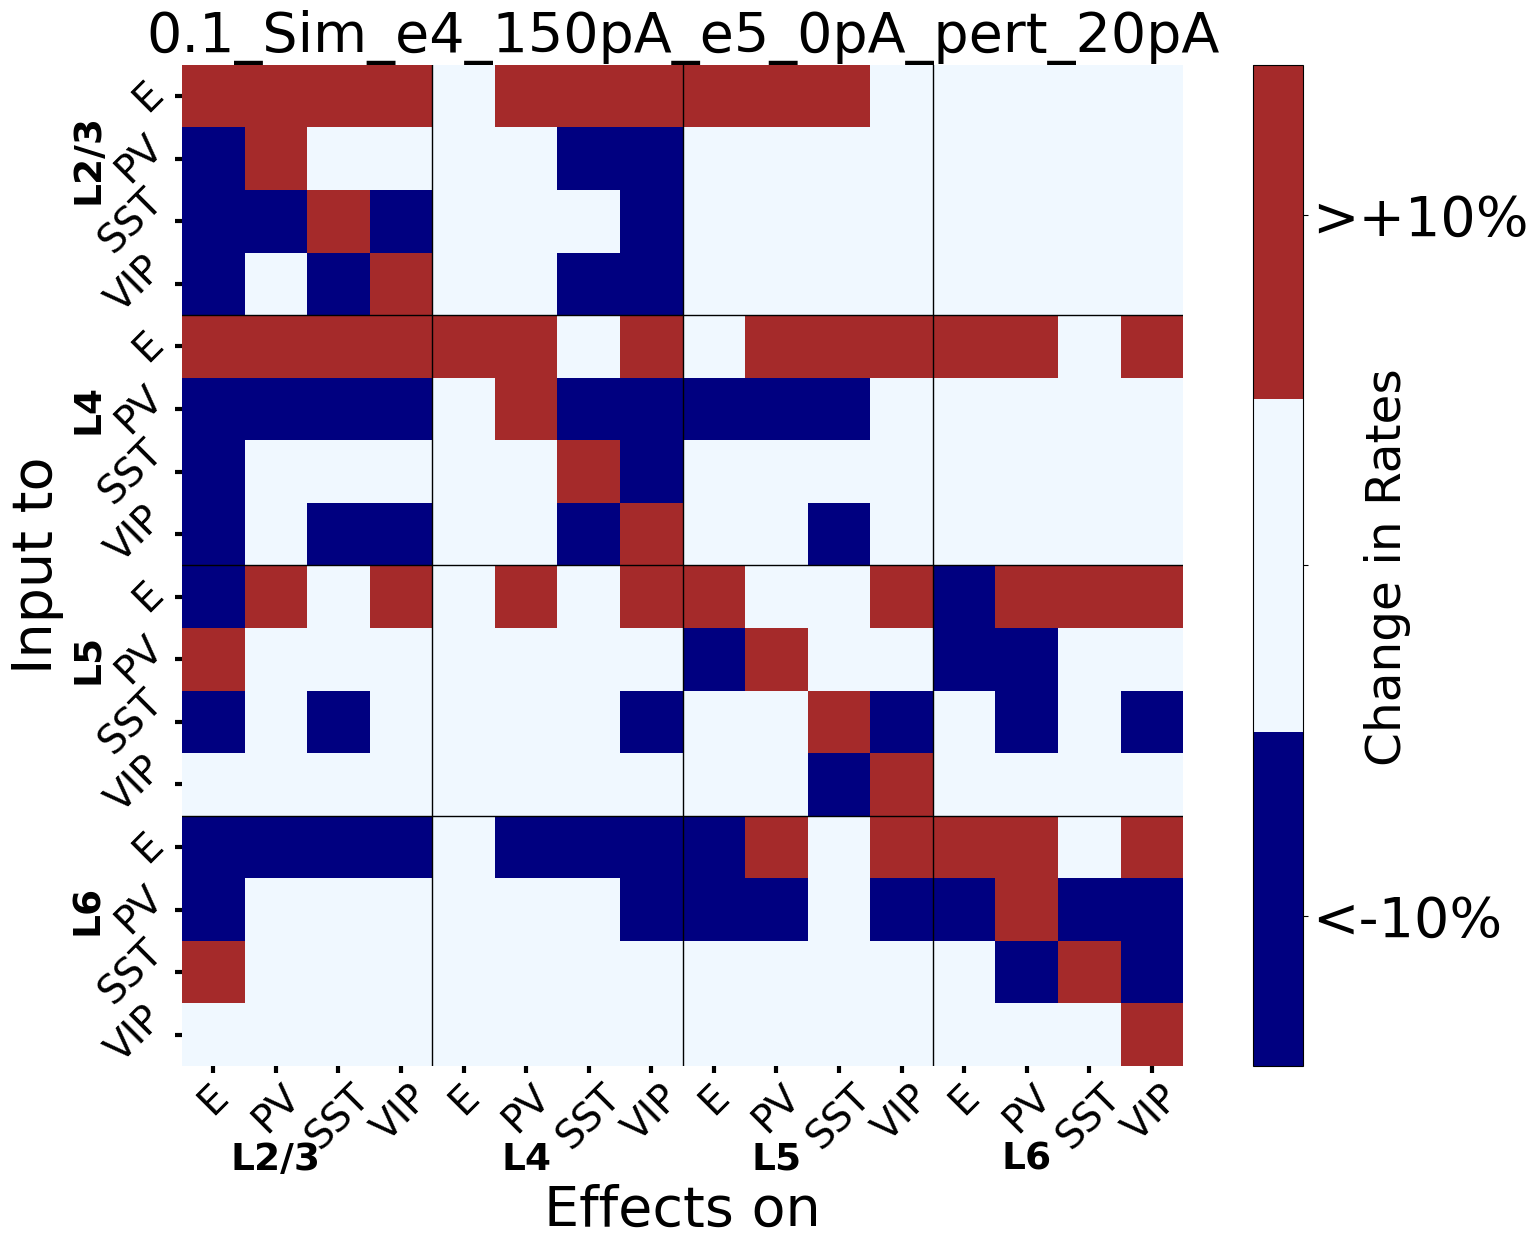 0.1_Sim_e4_150pA_e5_0pA_pert_20pA
Input to
L2/3
E
PV
SST
VIP
L4
E
PV
SST
VIP
L5
E
PV
SST
VIP
L6
E
PV
SST
VIP
E PV SST VIP E PV SST VIP E PV SST VIP E PV SST VIP
L2/3 L4 L5 L6
Effects on
>+10%
<-10%
Change in Rates